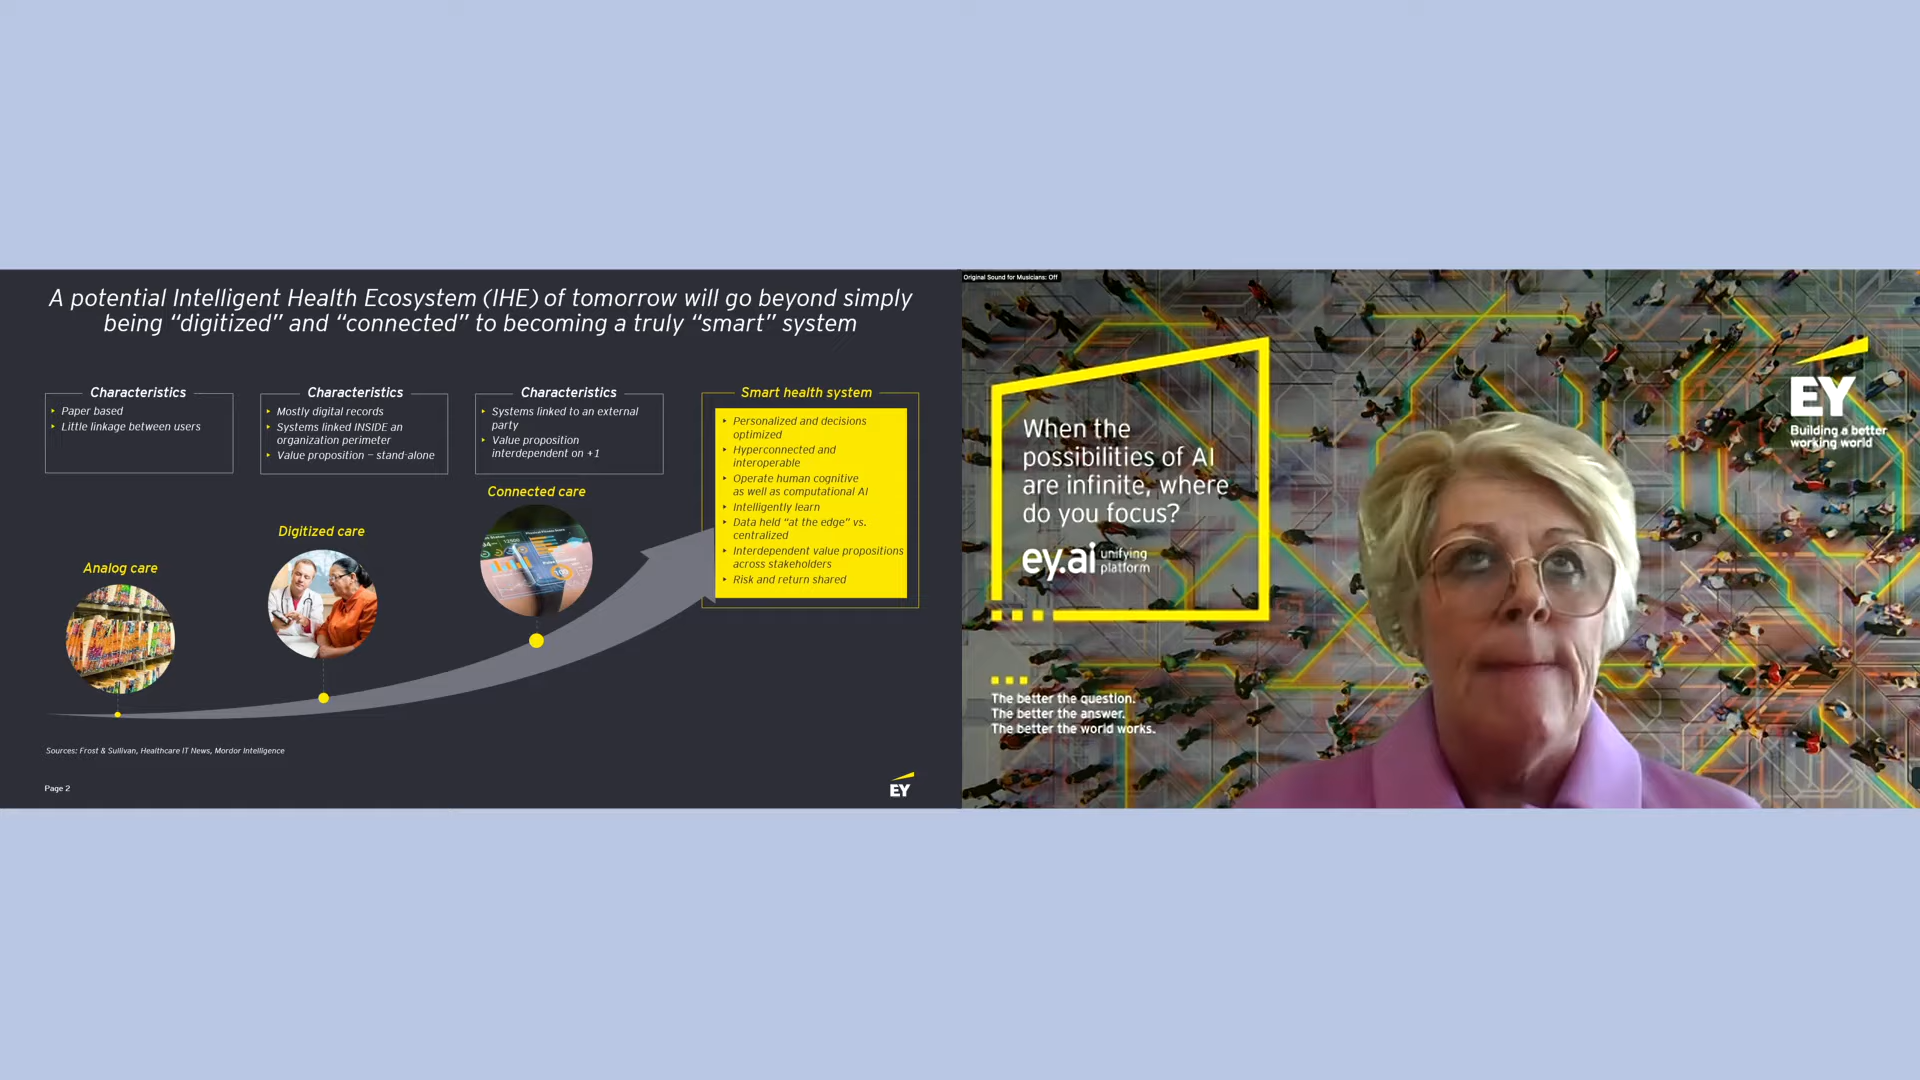 A potential Intelligent Health Ecosystem (IHE) of tomorrow will go beyond simply
being “digitized” and “connected” to becoming a truly “smart” system
Characteristics
Paper based
Little linkage between users
Analog care
Characteristics
Mostly digital records
Systems linked INSIDE an
organization perimeter
Value proposition – stand-alone
Digitized care
Characteristics
Systems linked to an external
party
Value proposition
interdependent on +1
Connected care
Smart health system
Personalized and decisions
optimized
Hyperconnected and
interoperable
Operate human cognitive
as well as computational AI
Intelligently learn
Data held “at the edge” vs.
centralized
Interdependent value propositions
across stakeholders
Risk and return shared
Sources: Frost & Sullivan, Healthcare IT News, Mordor Intelligence
Page 2
EY
Original Sound for Musicians: Off
When the
possibilities of AI
are infinite, where
do you focus?
ey.ai unifying
platform
The better the question.
The better the answer.
The better the world works.
EY
Building a better
working world